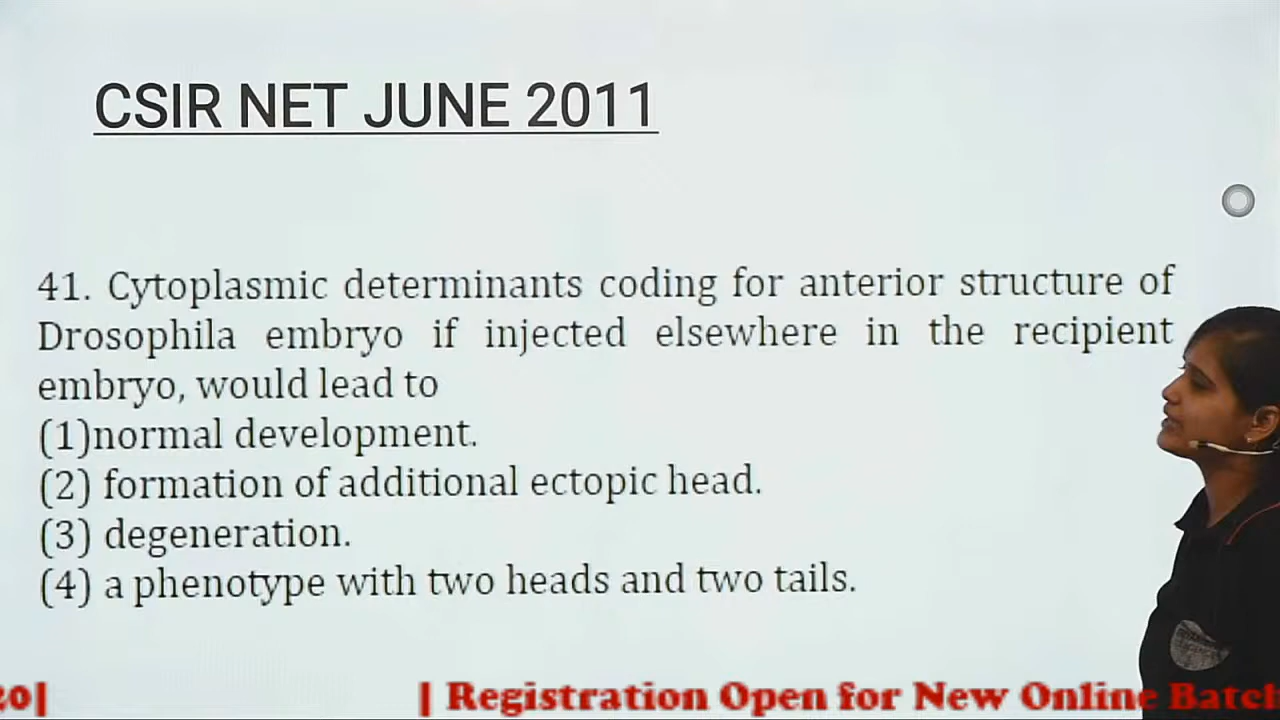 CSIR NET JUNE 2011
41. Cytoplasmic determinants coding for anterior structure of
Drosophila embryo if injected elsewhere in the recipient
embryo, would lead to
(1)normal development.
(2) formation of additional ectopic head.
(3) degeneration.
(4) a phenotype with two heads and two tails.
20| | Registration Open for New Online Batch